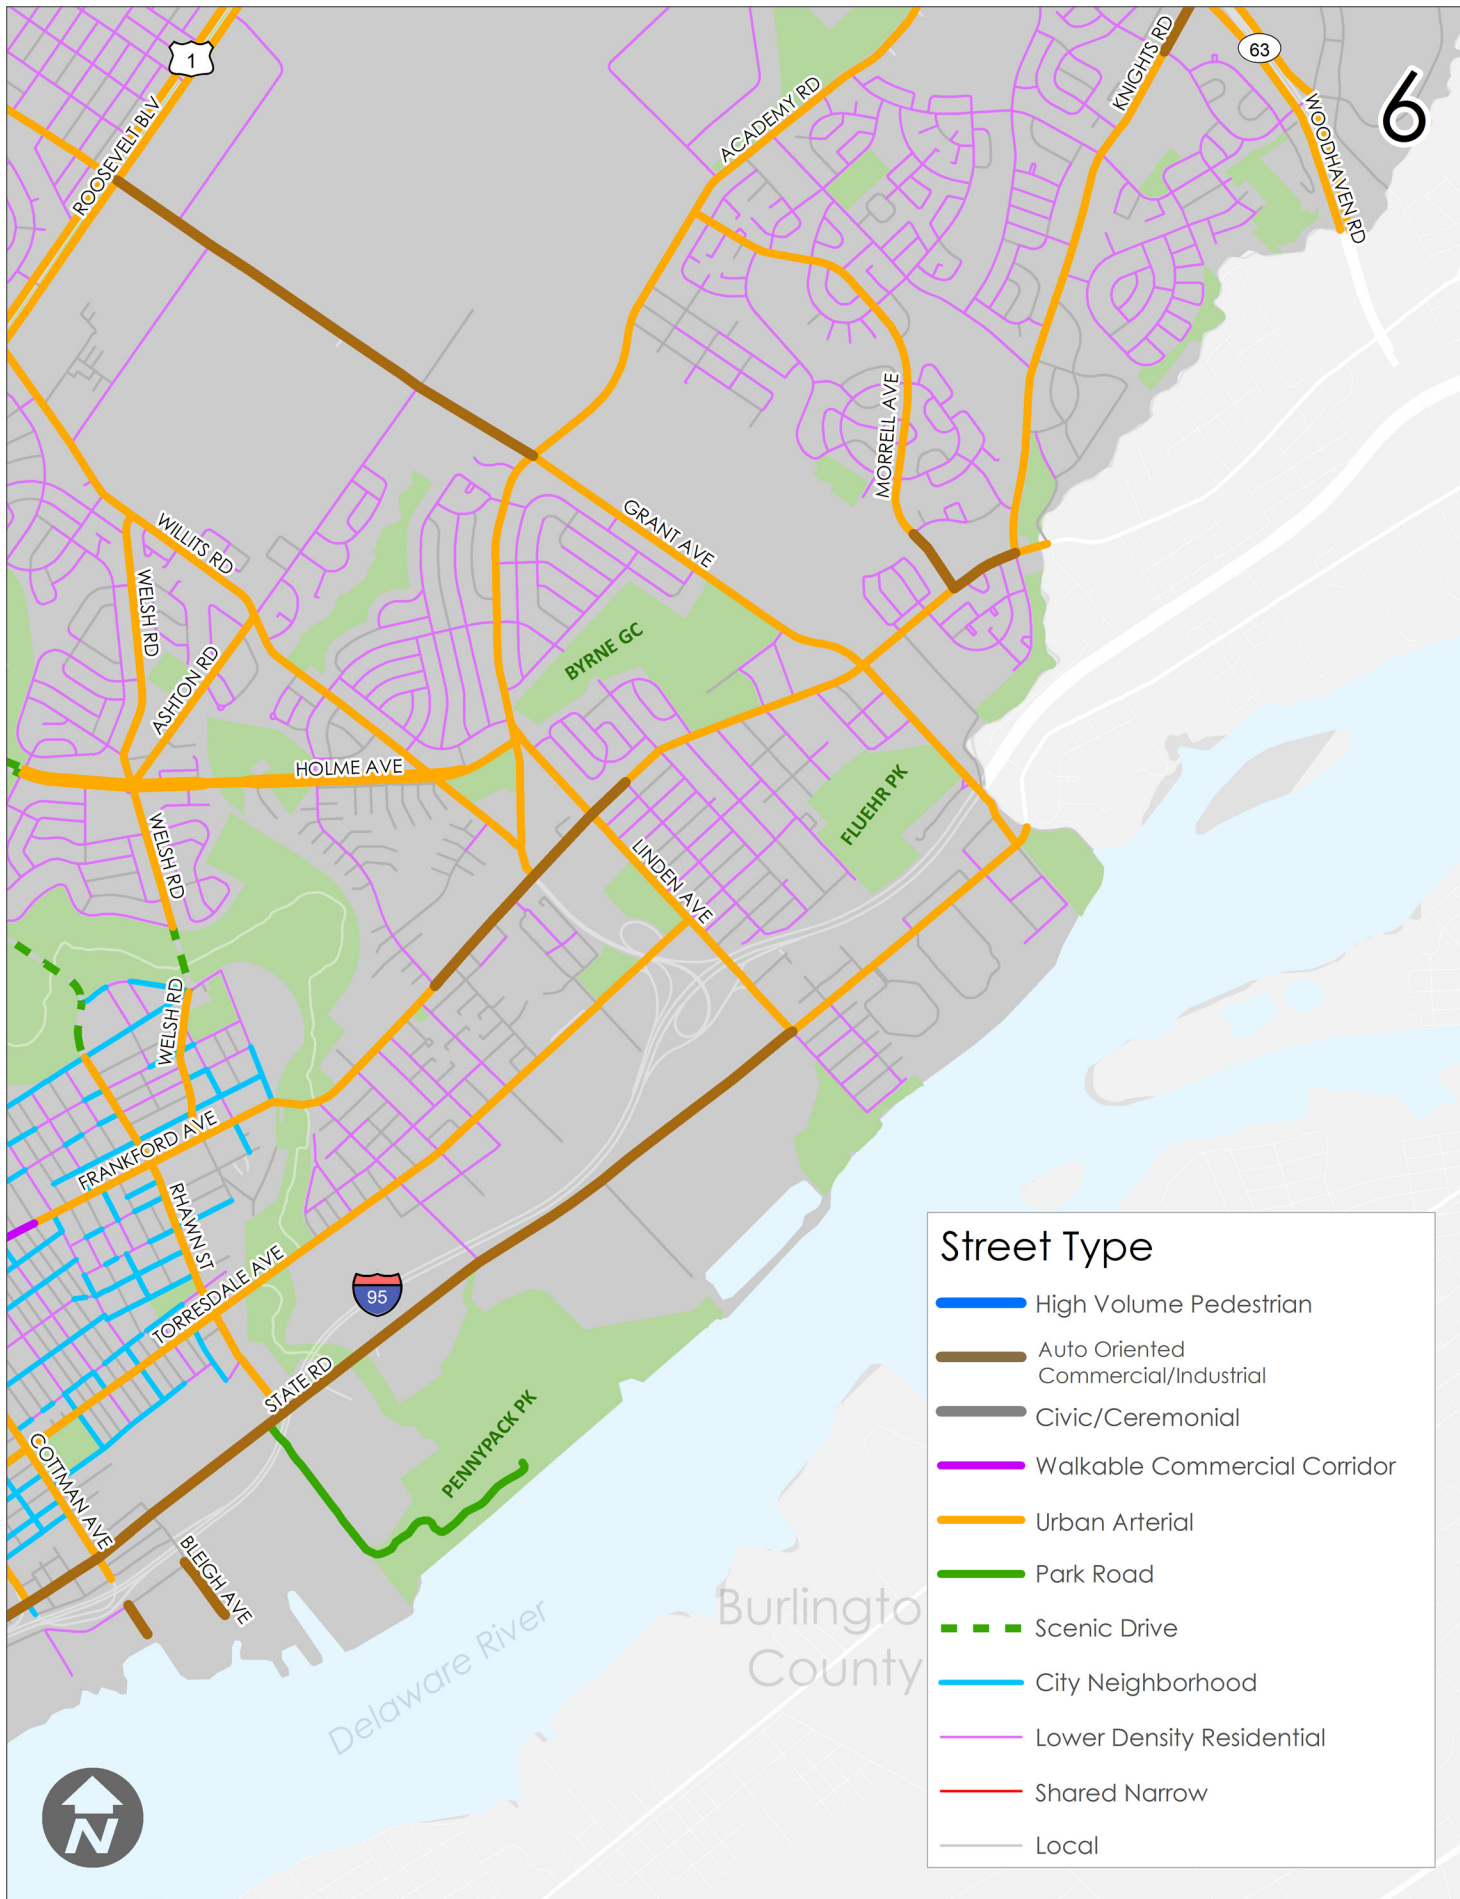 1
63
6
ROOSEVELT BLV
ACADEMY RD
KNIGHTS RD
WOODHAVEN RD
MORRELL AVE
GRANT AVE
WILLITS RD
WELSH RD
ASHTON RD
BYRNE GC
HOLME AVE
FLUEHR PK
WELSH RD
LINDEN AVE
WELSH RD
FRANKFORD AVE
RHAWN ST
TORRESDALE AVE
95
STATE RD
PENNYPACK PK
COTTMAN AVE
BLEIGH AVE
Delaware River
Burlingto
County
N
Street Type
High Volume Pedestrian
Auto Oriented
Commercial/Industrial
Civic/Ceremonial
Walkable Commercial Corridor
Urban Arterial
Park Road
Scenic Drive
City Neighborhood
Lower Density Residential
Shared Narrow
Local